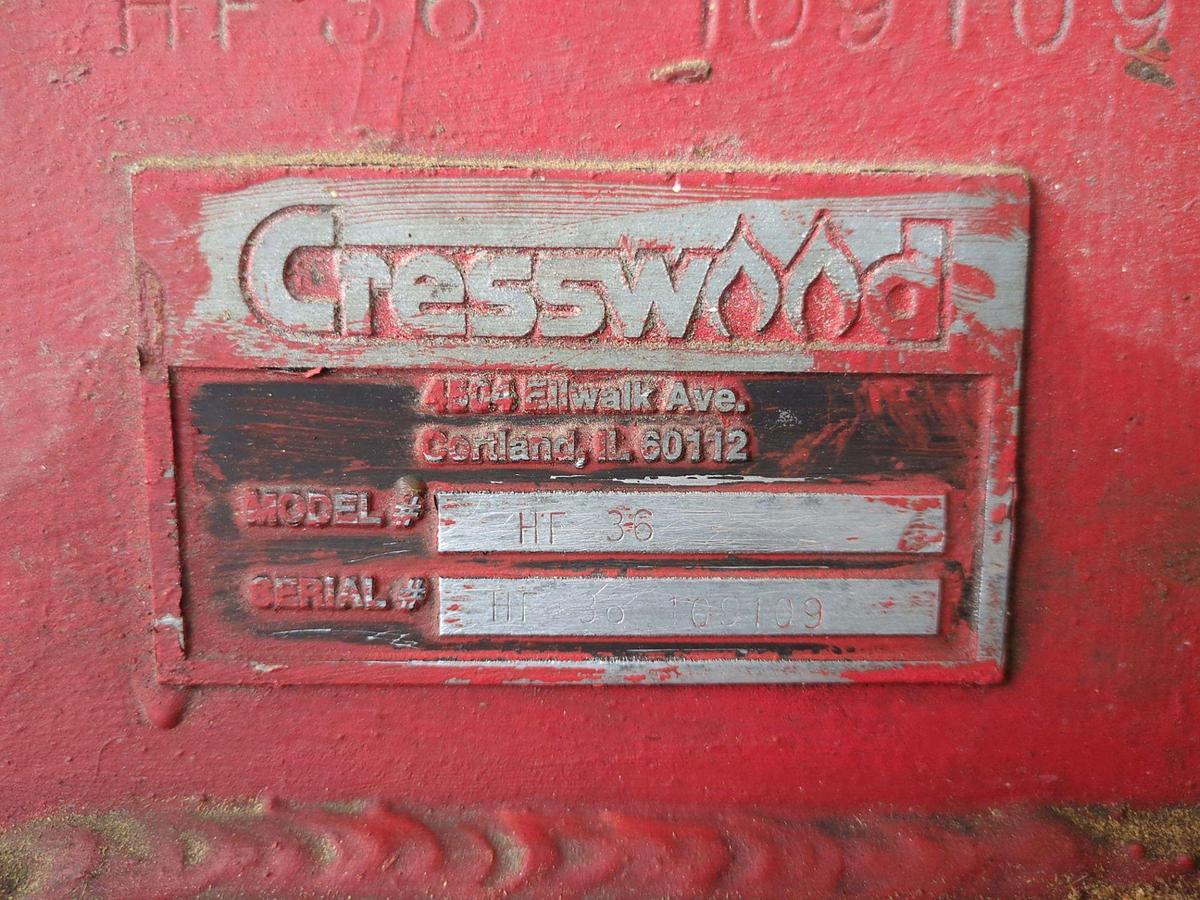 HF 36 109109
Cresswood
4504 Ellwalk Ave.
Cortland, IL 60112
MODEL # HF 36
SERIAL # HF 36 109109